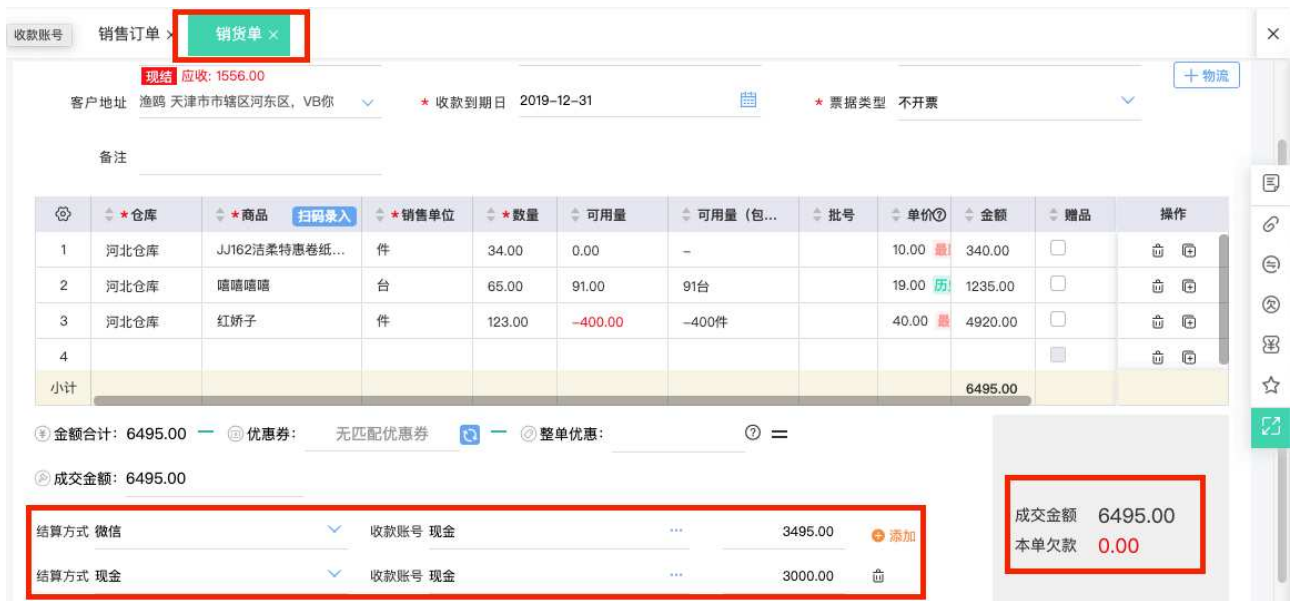 收款账号 销售订单 × 销货单 ×
现结 应收: 1556.00
物流
客户地址 渔鸥 天津市市辖区河东区，VB你 * 收款到期日 2019-12-31 * 票据类型 不开票
备注
*仓库 *商品 扫码录入 *销售单位 *数量 可用量 可用量（包... 批号 单价 金额 赠品 操作
1 河北仓库 JJ162洁柔特惠卷纸... 件 34.00 0.00 - 10.00 340.00
2 河北仓库 嘻嘻嘻嘻 台 65.00 91.00 91台 19.00 历 1235.00
3 河北仓库 红娇子 件 123.00 -400.00 -400件 40.00 4920.00
4
小计 6495.00
金额合计: 6495.00 — 优惠券: 无匹配优惠券 — 整单优惠: =
成交金额: 6495.00
成交金额 6495.00
本单欠款 0.00
结算方式 微信 收款账号 现金 ... 3495.00 添加
结算方式 现金 收款账号 现金 ... 3000.00